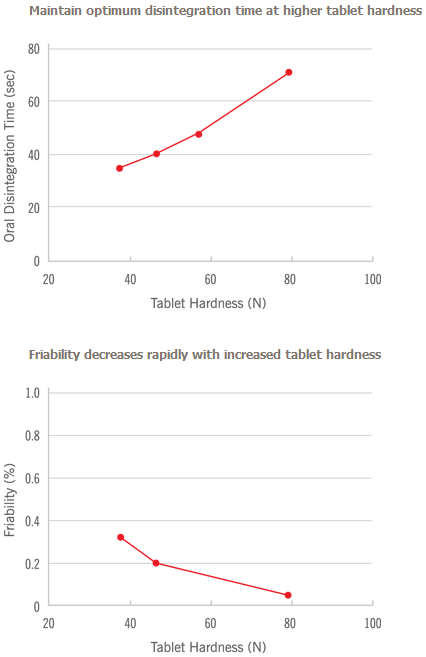 Maintain optimum disintegration time at higher tablet hardness
80
60
40
20
0
Oral Disintegration Time (sec)
20 40 60 80 100
Tablet Hardness (N)
Friability decreases rapidly with increased tablet hardness
1.0
0.8
0.6
0.4
0.2
0
Friability (%)
20 40 60 80 100
Tablet Hardness (N)